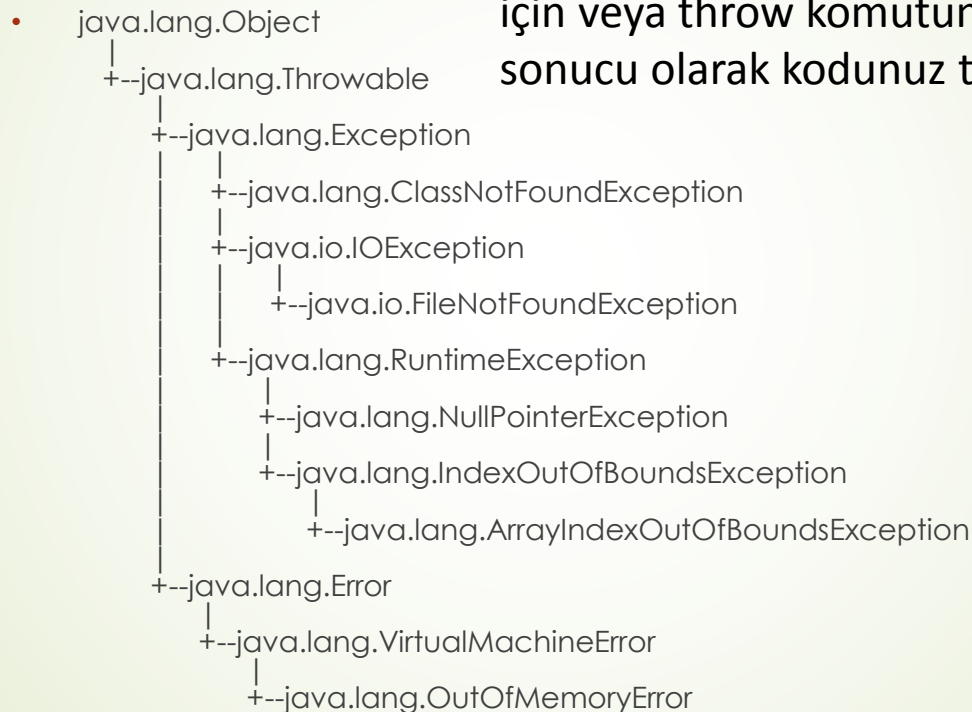 için veya throw komutun
sonucu olarak kodunuz
• java.lang.Object
|
+--java.lang.Throwable
|
+--java.lang.Exception
| |
| +--java.lang.ClassNotFoundException
| |
| +--java.io.IOException
| | |
| | +--java.io.FileNotFoundException
| |
| +--java.lang.RuntimeException
| |
| +--java.lang.NullPointerException
| |
| +--java.lang.IndexOutOfBoundsException
| |
| +--java.lang.ArrayIndexOutOfBoundsException
|
+--java.lang.Error
|
+--java.lang.VirtualMachineError
|
+--java.lang.OutOfMemoryError